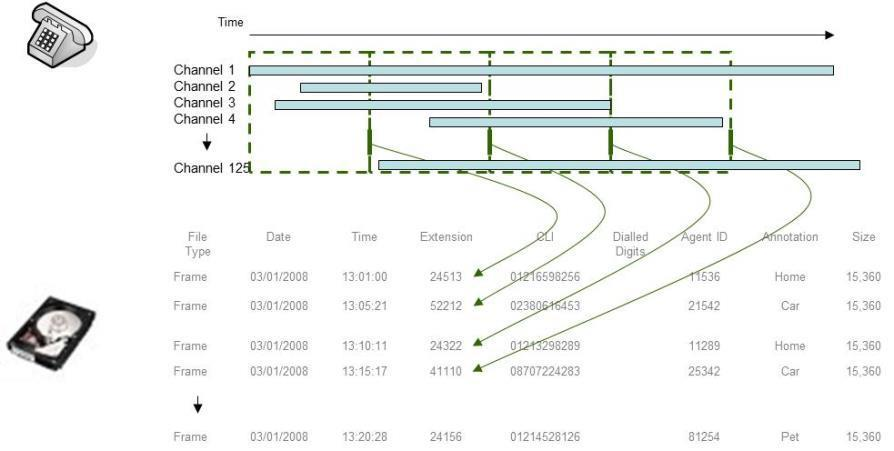 Time
Channel 1
Channel 2
Channel 3
Channel 4
Channel 125
File Type Date Time Extension CLI Dialled Digits Agent ID Annotation Size
Frame 03/01/2008 13:01:00 24513 01216598256 11536 Home 15,360
Frame 03/01/2008 13:05:21 52212 02380616453 21542 Car 15,360
Frame 03/01/2008 13:10:11 24322 01213298289 11289 Home 15,360
Frame 03/01/2008 13:15:17 41110 08707224283 25342 Car 15,360
Frame 03/01/2008 13:20:28 24156 01214528126 81254 Pet 15,360